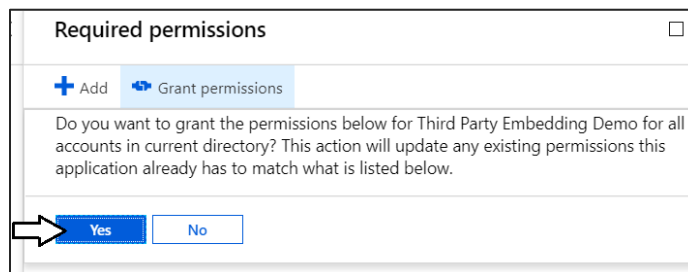 Required permissions
Add Grant permissions
Do you want to grant the permissions below for Third Party Embedding Demo for all
accounts in current directory? This action will update any existing permissions this
application already has to match what is listed below.
Yes No